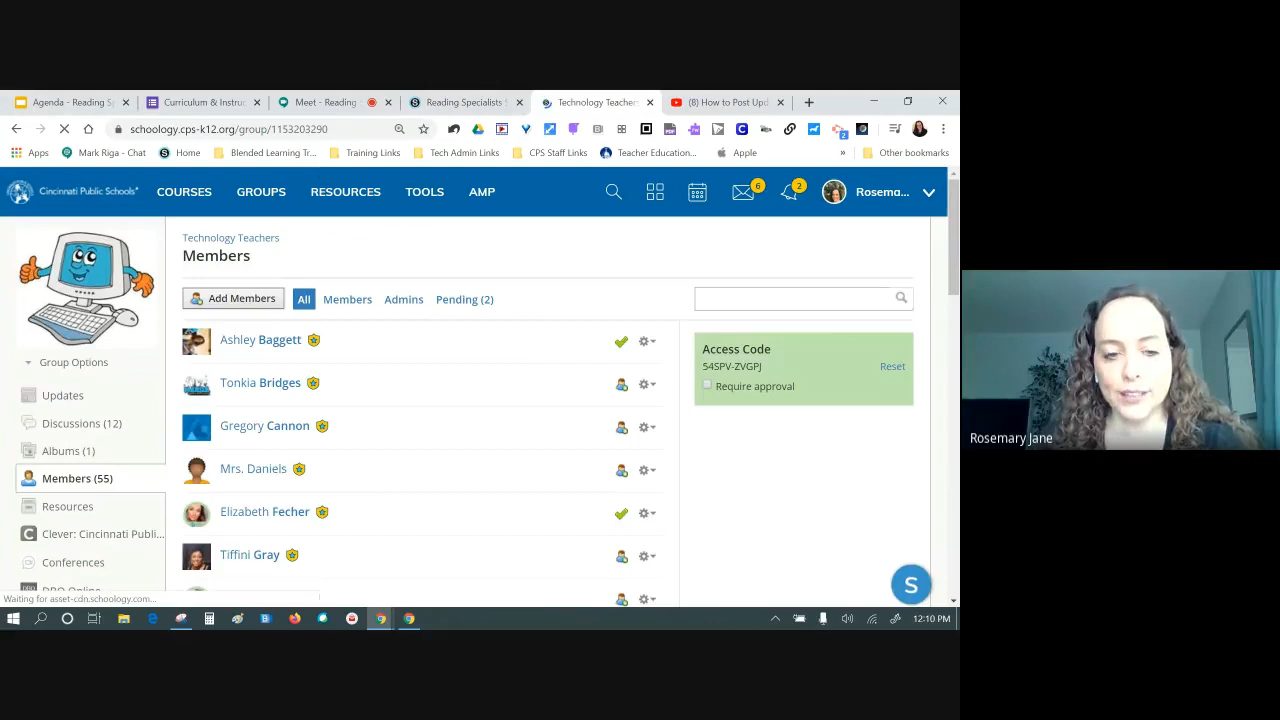 Agenda - Reading Sp
Curriculum & Instruc
Meet - Reading
Reading Specialists
Technology Teachers
(8) How to Post Upd
schoology.cps-k12.org/group/1153203290
2
Apps
Mark Riga - Chat
Home
Blended Learning Tr...
Training Links
Tech Admin Links
CPS Staff Links
Teacher Education...
Apple
»
Other bookmarks
Cincinnati Public Schools
COURSES
GROUPS
RESOURCES
TOOLS
AMP
6
2
Rosema...
Technology Teachers
Members
Add Members
All
Members
Admins
Pending (2)
Ashley Baggett
Tonkia Bridges
Gregory Cannon
Mrs. Daniels
Elizabeth Fecher
Tiffini Gray
Access Code
54SPV-ZVGPJ
Reset
Require approval
Group Options
Updates
Discussions (12)
Albums (1)
Members (55)
Resources
Clever: Cincinnati Publi...
Conferences
Waiting for asset-cdn.schoology.com...
S
12:10 PM
Rosemary Jane